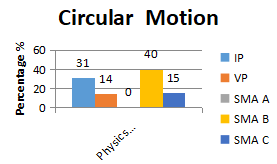 Circular Motion
Percentage %
60
40
20
0
31
14
0
40
15
Physics...
IP
VP
SMA A
SMA B
SMA C